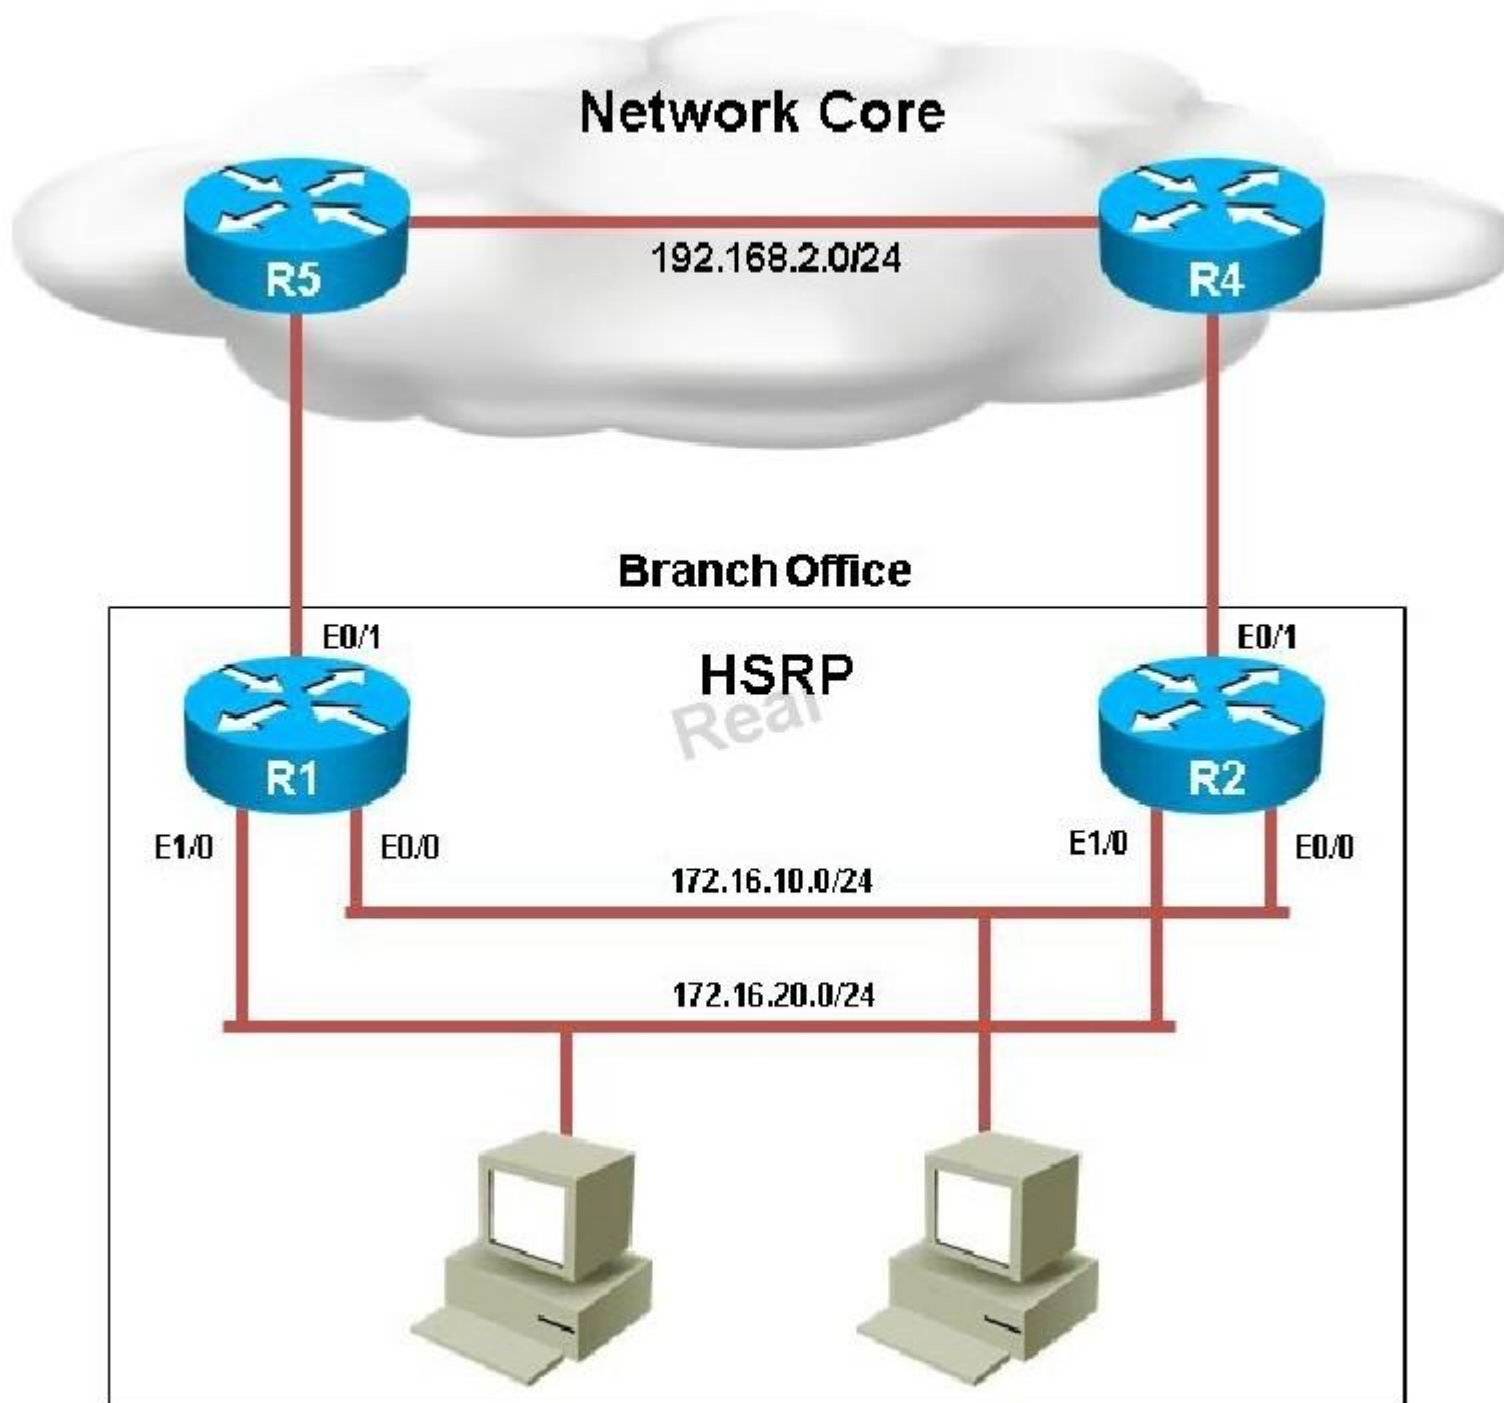 Network Core
R5
192.168.2.0/24
R4
Branch Office
E0/1
E0/1
HSRP
Real
R1
R2
E1/0
E0/0
E1/0
E0/0
172.16.10.0/24
172.16.20.0/24